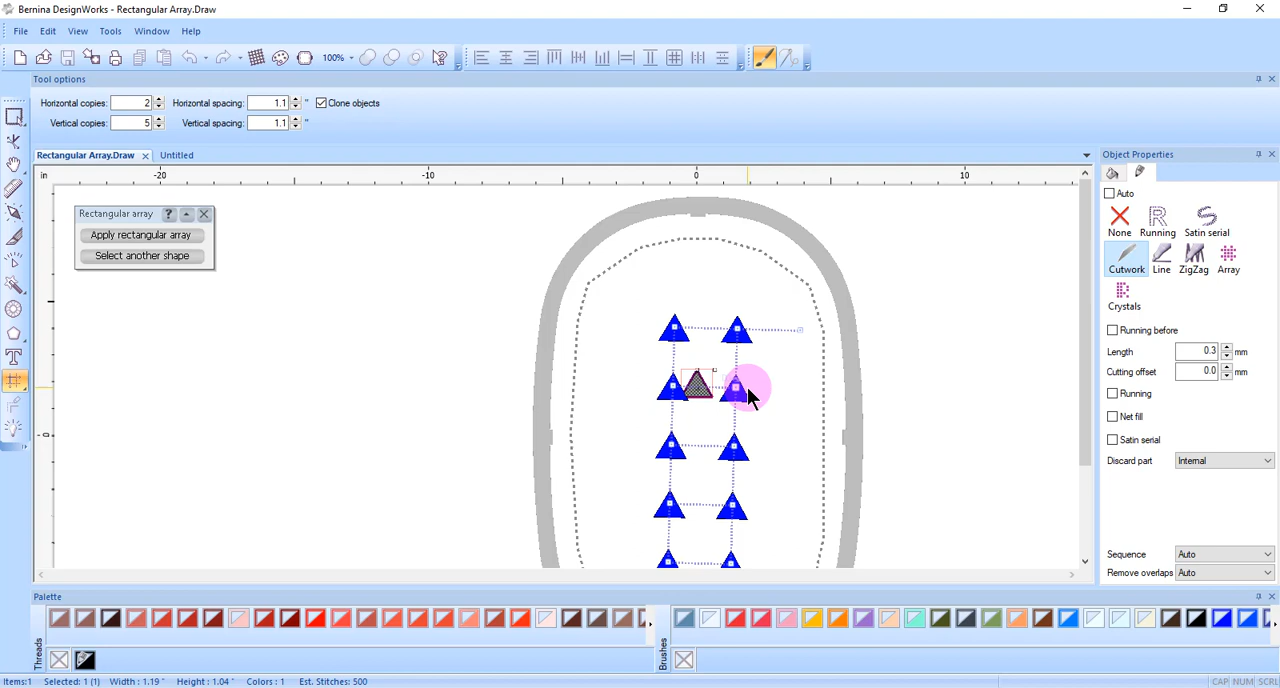 Bernina DesignWorks - Rectangular Array.Draw
File Edit View Tools Window Help
100%
Tool options
Horizontal copies: 2 Horizontal spacing: 1.1 " Clone objects
Vertical copies: 5 Vertical spacing: 1.1 "
Rectangular Array.Draw Untitled
Object Properties
in -20 -10 0 10
Auto
Rectangular array
Apply rectangular array
Select another shape
None Running Satin serial
Cutwork Line ZigZag Array
Crystals
Running before
Length 0.3 mm
Cutting offset 0.0 mm
Running
Net fill
0
Satin serial
Discard part Internal
Sequence Auto
Remove overlaps Auto
Palette
Threads
Brushes
Items:1 Selected: 1 (1) Width : 1.19 " Height : 1.04 " Colors : 1 Est. Stitches: 500
CAP NUM SCRL